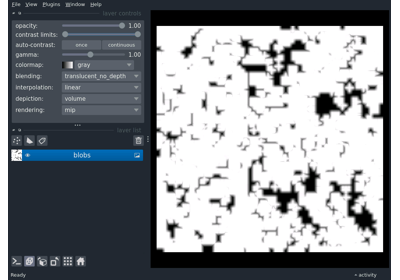 File View Plugins Window Help
layer controls
opacity: 1.00
contrast limits:
auto-contrast: once continuous
gamma: 1.00
colormap: gray
blending: translucent_no_depth
interpolation: linear
depiction: volume
rendering: mip
layer list
blobs
Ready activity